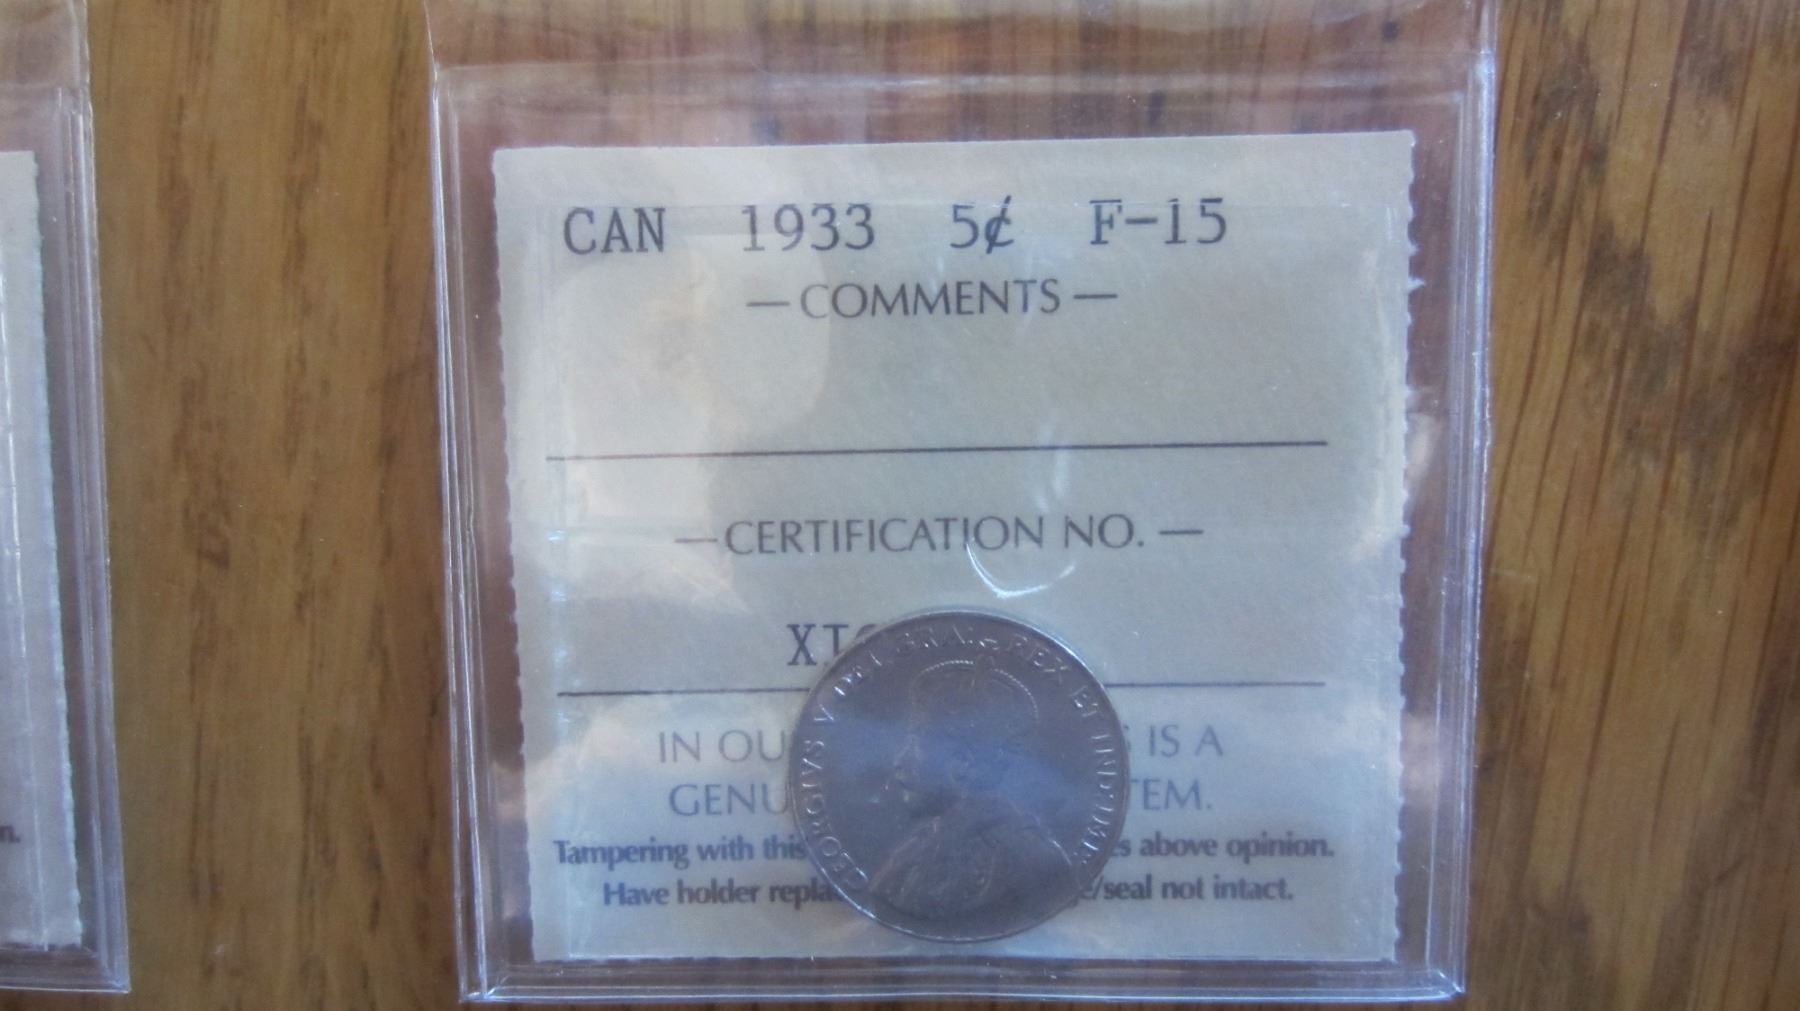 CAN 1933 5¢ F-15
— COMMENTS —
— CERTIFICATION NO. —
XI
IN OU IS A
GENU TEM.
Tampering with this es above opinion.
Have holder repla e/seal not intact.
GEORGIVS V DEI GRA: REX ET IND:IMP:
n.